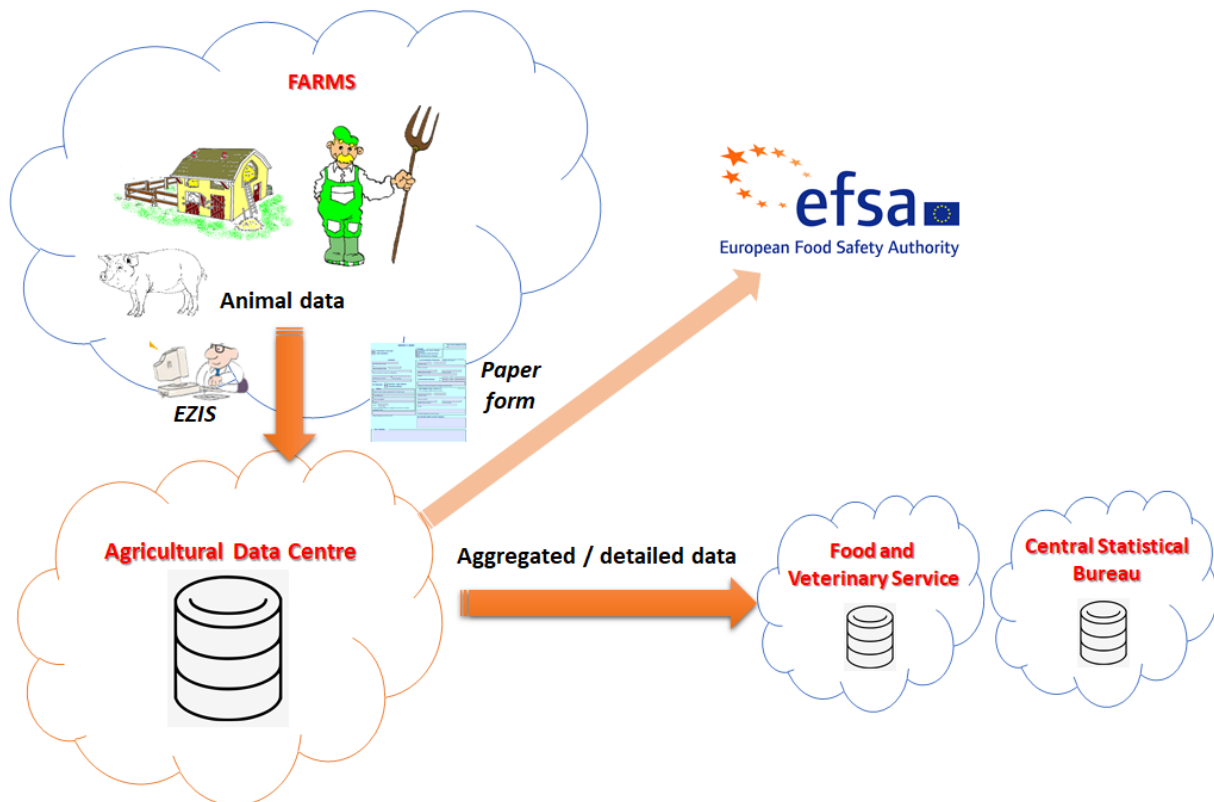 FARMS
efsa
European Food Safety Authority
Animal data
EZIS
Paper
form
Agricultural Data Centre
Aggregated / detailed data
Food and
Veterinary Service
Central Statistical
Bureau